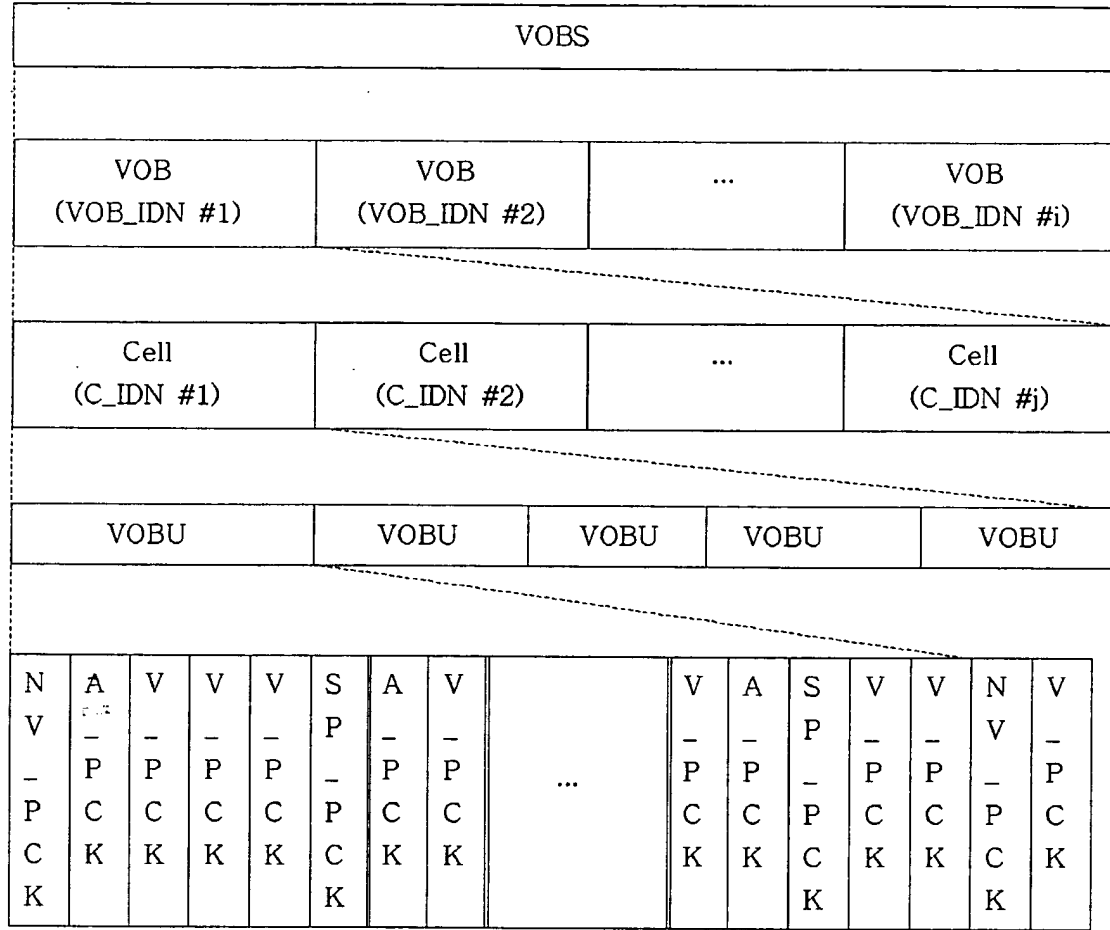 VOBS
VOB VOB ... VOB
(VOB_IDN #1) (VOB_IDN #2) (VOB_IDN #i)
Cell Cell ... Cell
(C_IDN #1) (C_IDN #2) (C_IDN #j)
VOBU VOBU VOBU VOBU VOBU
NV_PCK A_PCK V_PCK V_PCK V_PCK SP_PCK A_PCK V_PCK ... V_PCK A_PCK SP_PCK V_PCK V_PCK NV_PCK V_PCK